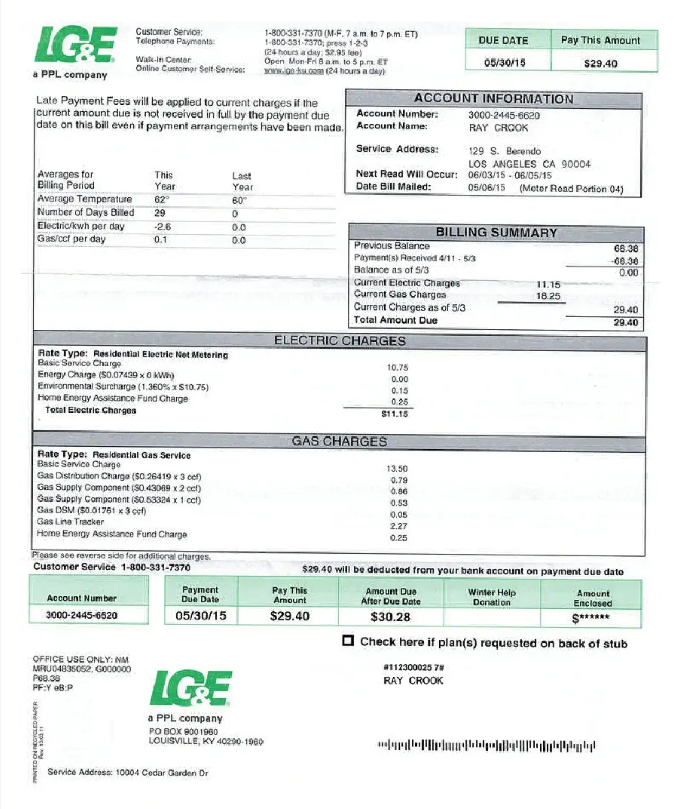 LG&E
a PPL company
Customer Service: 1-800-331-7370 (M-F, 7 a.m. to 7 p.m. ET)
Telephone Payments: 1-800-331-7370; press 1-2-3
(24 hours a day; $2.95 fee)
Walk-In Center: Open Mon-Fri 8 a.m. to 5 p.m. ET
Online Customer Self-Service: www.lge-ku.com (24 hours a day)
DUE DATE Pay This Amount
05/30/15 $29.40
Late Payment Fees will be applied to current charges if the
current amount due is not received in full by the payment due
date on this bill even if payment arrangements have been made.
ACCOUNT INFORMATION
Account Number: 3000-2445-6620
Account Name: RAY CROOK
Service Address: 129 S. Berendo
LOS ANGELES CA 90004
Next Read Will Occur: 06/03/15 - 06/05/15
Date Bill Mailed: 05/06/15 (Meter Read Portion 04)
Averages for This Last
Billing Period Year Year
Average Temperature 62° 60°
Number of Days Billed 29 0
Electric/kwh per day -2.6 0.0
Gas/ccf per day 0.1 0.0
BILLING SUMMARY
Previous Balance 68.38
Payment(s) Received 4/11 - 5/3 -68.38
Balance as of 5/3 0.00
Current Electric Charges 11.15
Current Gas Charges 18.25
Current Charges as of 5/3 29.40
Total Amount Due 29.40
ELECTRIC CHARGES
Rate Type: Residential Electric Net Metering
Basic Service Charge 10.75
Energy Charge ($0.07439 x 0 kWh) 0.00
Environmental Surcharge (1.360% x $10.75) 0.15
Home Energy Assistance Fund Charge 0.25
Total Electric Charges $11.15
GAS CHARGES
Rate Type: Residential Gas Service
Basic Service Charge 13.50
Gas Distribution Charge ($0.26419 x 3 ccf) 0.79
Gas Supply Component ($0.43069 x 2 ccf) 0.86
Gas Supply Component ($0.53324 x 1 ccf) 0.53
Gas DSM ($0.01761 x 3 ccf) 0.05
Gas Line Tracker 2.27
Home Energy Assistance Fund Charge 0.25
Please see reverse side for additional charges.
Customer Service 1-800-331-7370 $29.40 will be deducted from your bank account on payment due date
Account Number Payment Due Date Pay This Amount Amount Due After Due Date Winter Help Donation Amount Enclosed
3000-2445-6620 05/30/15 $29.40 $30.28 $******
Check here if plan(s) requested on back of stub
OFFICE USE ONLY: NM
MRU04835052, G000000
P68.38
PF:Y eB:P
LG&E
a PPL company
PO BOX 9001960
LOUISVILLE, KY 40290-1960
#112300025 7#
RAY CROOK
PRINTED ON RECYCLED PAPER
Service Address: 10004 Cedar Garden Dr